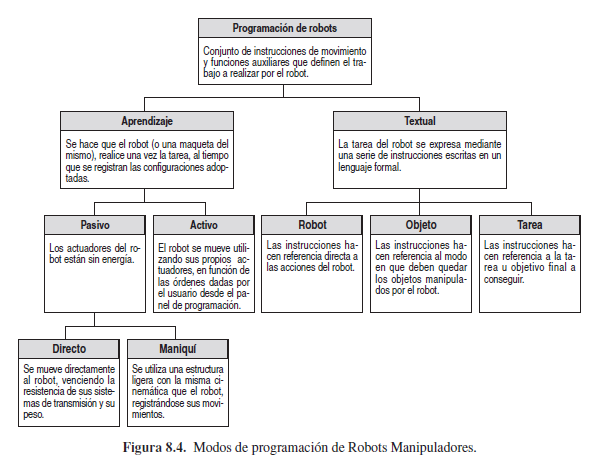 Programación de robots
Conjunto de instrucciones de movimiento
y funciones auxiliares que definen el tra-
bajo a realizar por el robot.
Aprendizaje
Se hace que el robot (o una maqueta del
mismo), realice una vez la tarea, al tiempo
que se registran las configuraciones adop-
tadas.
Textual
La tarea del robot se expresa mediante
una serie de instrucciones escritas en un
lenguaje formal.
Pasivo
Los actuadores del ro-
bot están sin energía.
Activo
El robot se mueve utili-
zando sus propios ac-
tuadores, en función de
las órdenes dadas por
el usuario desde el pa-
nel de programación.
Robot
Las instrucciones ha-
cen referencia directa a
las acciones del robot.
Objeto
Las instrucciones ha-
cen referencia al modo
en que deben quedar
los objetos manipula-
dos por el robot.
Tarea
Las instrucciones ha-
cen referencia a la ta-
rea u objetivo final a
conseguir.
Directo
Se mueve directamente
al robot, venciendo la
resistencia de sus siste-
mas de transmisión y su
peso.
Maniquí
Se utiliza una estructura
ligera con la misma ci-
nemática que el robot,
registrándose sus movi-
mientos.
Figura 8.4. Modos de programación de Robots Manipuladores.